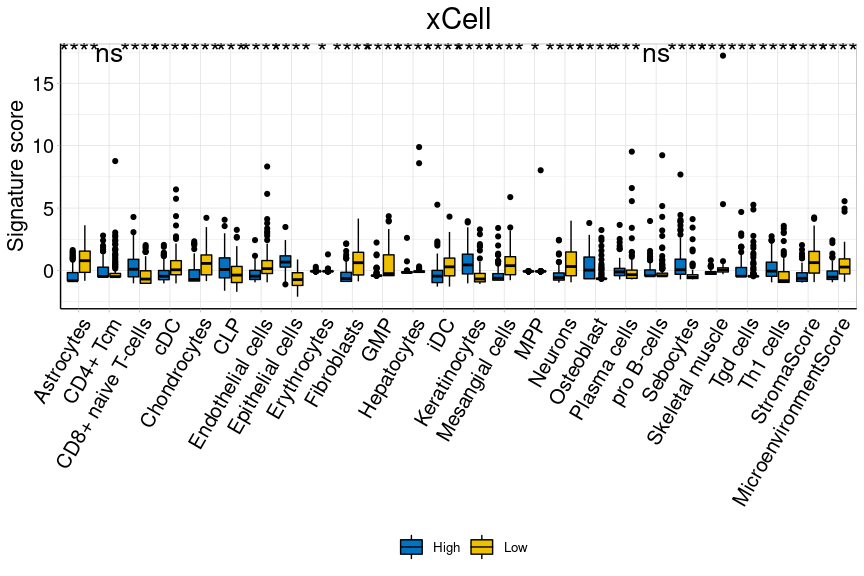 xCell
ns
ns
Signature score
15
10
5
0
Astrocytes
CD4+ Tcm
CD8+ naive T-cells
cDC
Chondrocytes
CLP
Endothelial cells
Epithelial cells
Erythrocytes
Fibroblasts
GMP
Hepatocytes
iDC
Keratinocytes
Mesangial cells
MPP
Neurons
Osteoblast
Plasma cells
pro B-cells
Sebocytes
Skeletal muscle
Tgd cells
Th1 cells
StromaScore
MicroenvironmentScore
High
Low